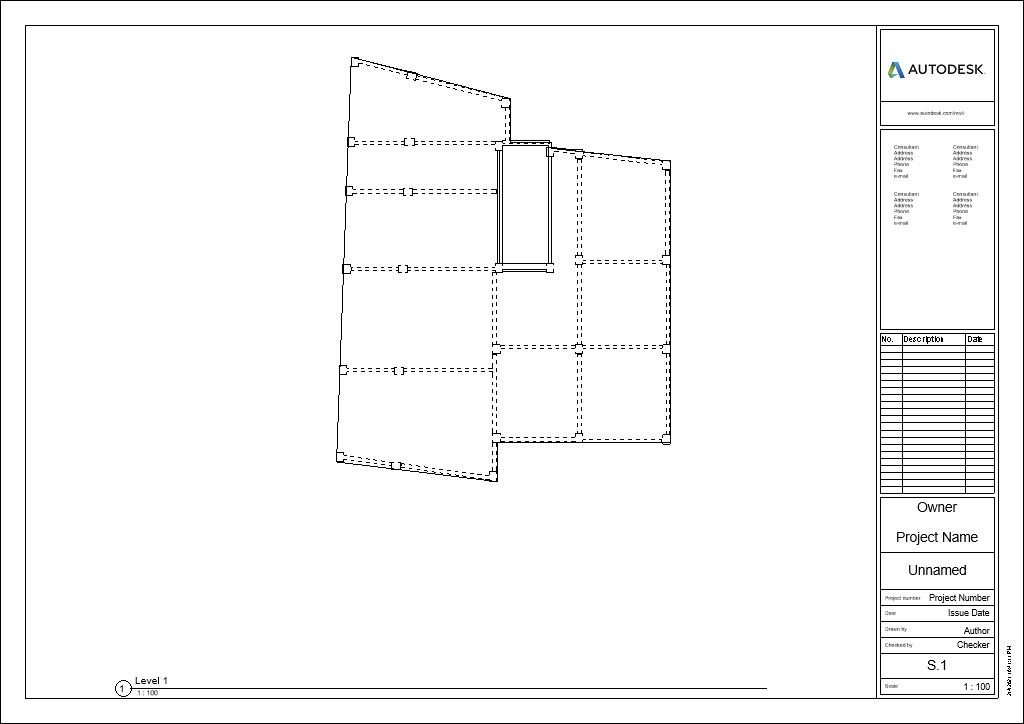 AUTODESK.
www.autodesk.com/revit
Consultant
Address
Address
Phone
Fax
e-mail
Consultant
Address
Address
Phone
Fax
e-mail
Consultant
Address
Address
Phone
Fax
e-mail
Consultant
Address
Address
Phone
Fax
e-mail
No. Description Date
Owner
Project Name
Unnamed
Project number Project Number
Date Issue Date
Drawn by Author
Checked by Checker
S.1
Scale 1 : 100
1 Level 1
1 : 100